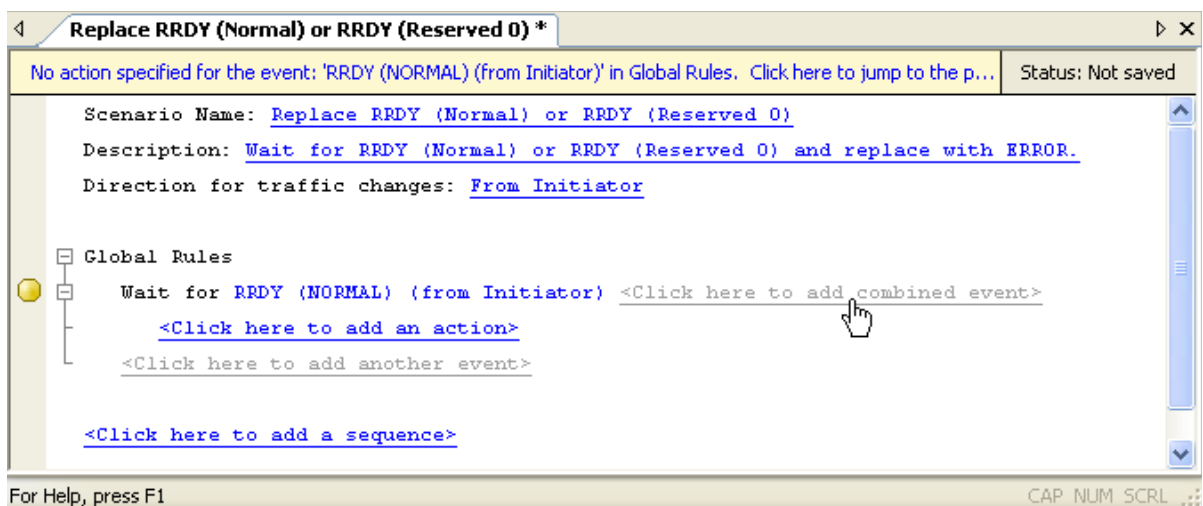 Replace RRDY (Normal) or RRDY (Reserved 0) *
No action specified for the event: 'RRDY (NORMAL) (from Initiator)' in Global Rules. Click here to jump to the p... Status: Not saved
Scenario Name: Replace RRDY (Normal) or RRDY (Reserved 0)
Description: Wait for RRDY (Normal) or RRDY (Reserved 0) and replace with ERROR.
Direction for traffic changes: From Initiator
Global Rules
Wait for RRDY (NORMAL) (from Initiator) <Click here to add combined event>
<Click here to add an action>
<Click here to add another event>
<Click here to add a sequence>
For Help, press F1 CAP NUM SCRL